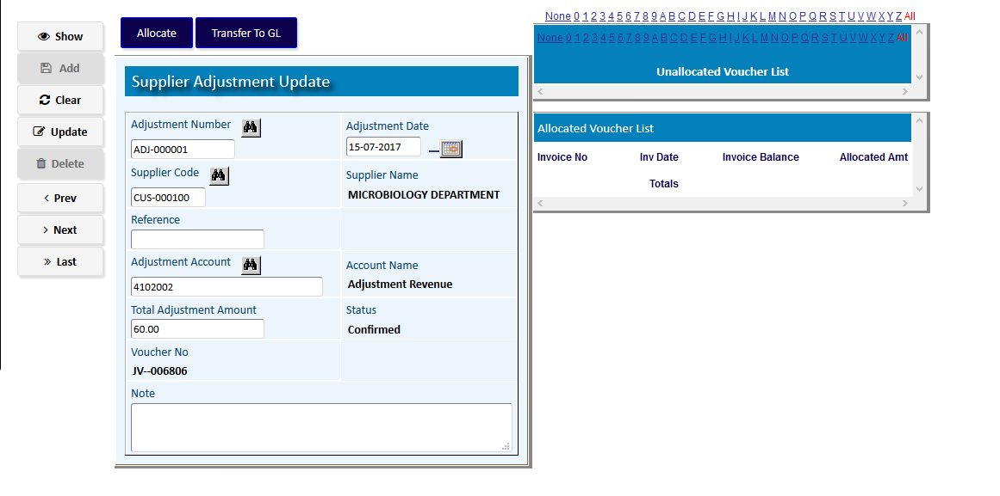 Show
Add
Clear
Update
Delete
Prev
Next
Last
Allocate
Transfer To GL
Supplier Adjustment Update
Adjustment Number
ADJ-000001
Adjustment Date
15-07-2017
Supplier Code
CUS-000100
Supplier Name
MICROBIOLOGY DEPARTMENT
Reference
Adjustment Account
4102002
Account Name
Adjustment Revenue
Total Adjustment Amount
60.00
Status
Confirmed
Voucher No
JV--006806
Note
None 0 1 2 3 4 5 6 7 8 9 A B C D E F G H I J K L M N O P Q R S T U V W X Y Z All
None 0 1 2 3 4 5 6 7 8 9 A B C D E F G H I J K L M N O P Q R S T U V W X Y Z All
Unallocated Voucher List
Allocated Voucher List
Invoice No Inv Date Invoice Balance Allocated Amt
Totals